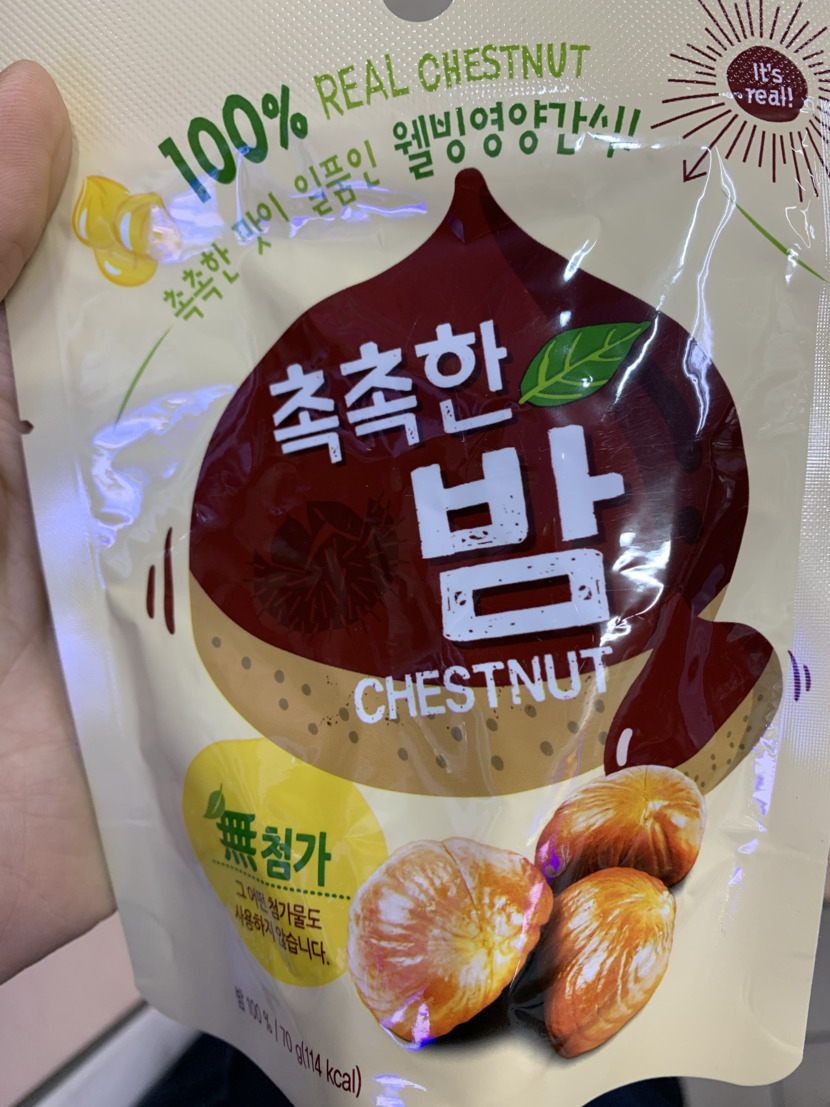 100% REAL CHESTNUT
It's
real!
촉촉한 맛이 일품인 웰빙영양간식!
촉촉한
밤
CHESTNUT
無첨가
그 어떤 첨가물도
사용하지 않습니다.
밤 100 % / 70 g(114 kcal)